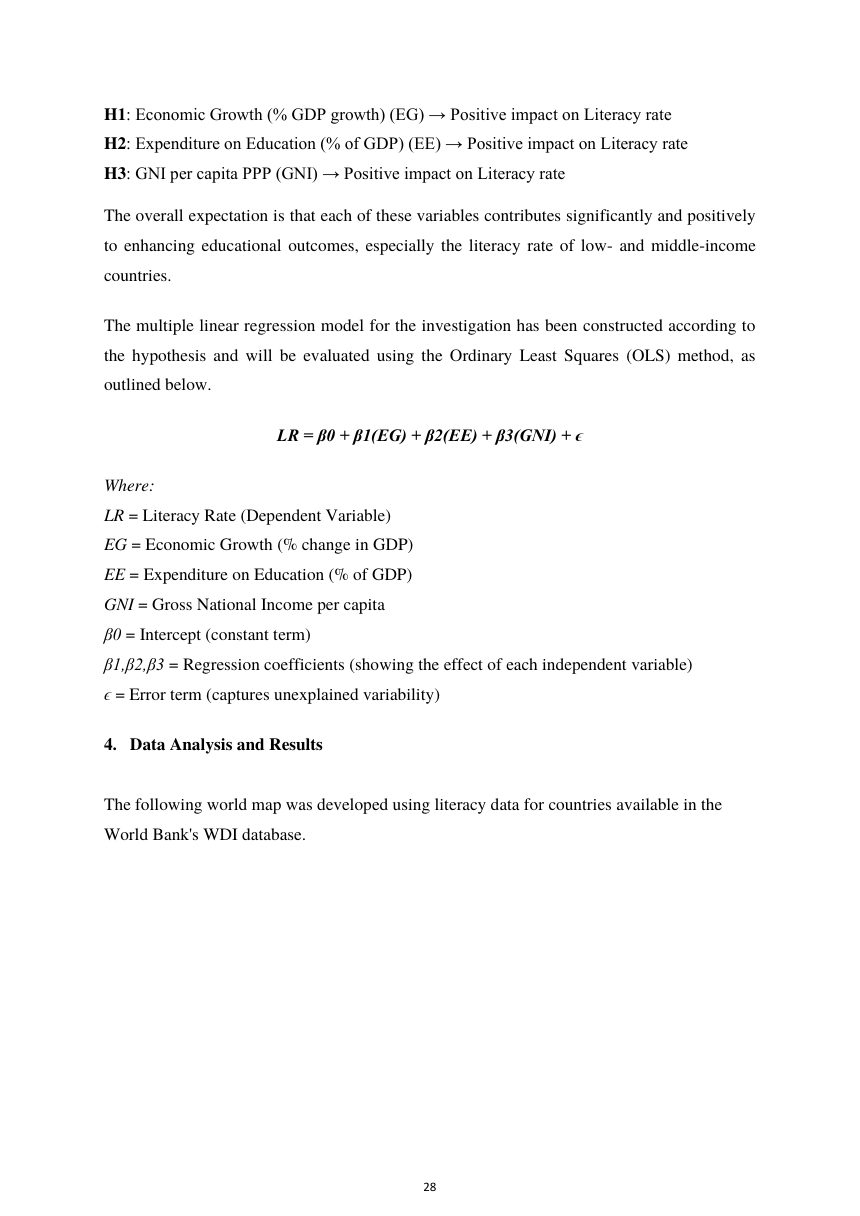 H1: Economic Growth (% GDP growth) (EG) → Positive impact on Literacy rate
H2: Expenditure on Education (% of GDP) (EE) → Positive impact on Literacy rate
H3: GNI per capita PPP (GNI) → Positive impact on Literacy rate
The overall expectation is that each of these variables contributes significantly and positively
to enhancing educational outcomes, especially the literacy rate of low- and middle-income
countries.
The multiple linear regression model for the investigation has been constructed according to
the hypothesis and will be evaluated using the Ordinary Least Squares (OLS) method, as
outlined below.
LR = β0 + β1(EG) + β2(EE) + β3(GNI) + ϵ
Where:
LR = Literacy Rate (Dependent Variable)
EG = Economic Growth (% change in GDP)
EE = Expenditure on Education (% of GDP)
GNI = Gross National Income per capita
β0 = Intercept (constant term)
β1,β2,β3 = Regression coefficients (showing the effect of each independent variable)
ϵ = Error term (captures unexplained variability)
4. Data Analysis and Results
The following world map was developed using literacy data for countries available in the
World Bank's WDI database.
28